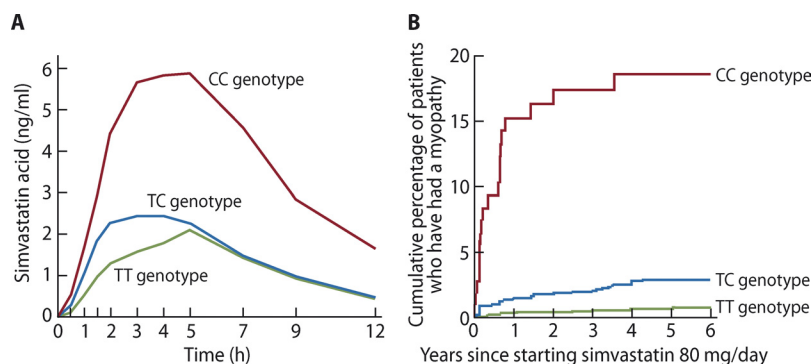 A
Simvastatin acid (ng/ml)
6
5
4
3
2
1
0
CC genotype
TC genotype
TT genotype
0 1 2 3 4 5 7 9 12
Time (h)
B
Cumulative percentage of patients
who have had a myopathy
20
15
10
5
0
CC genotype
TC genotype
TT genotype
0 1 2 3 4 5 6
Years since starting simvastatin 80 mg/day